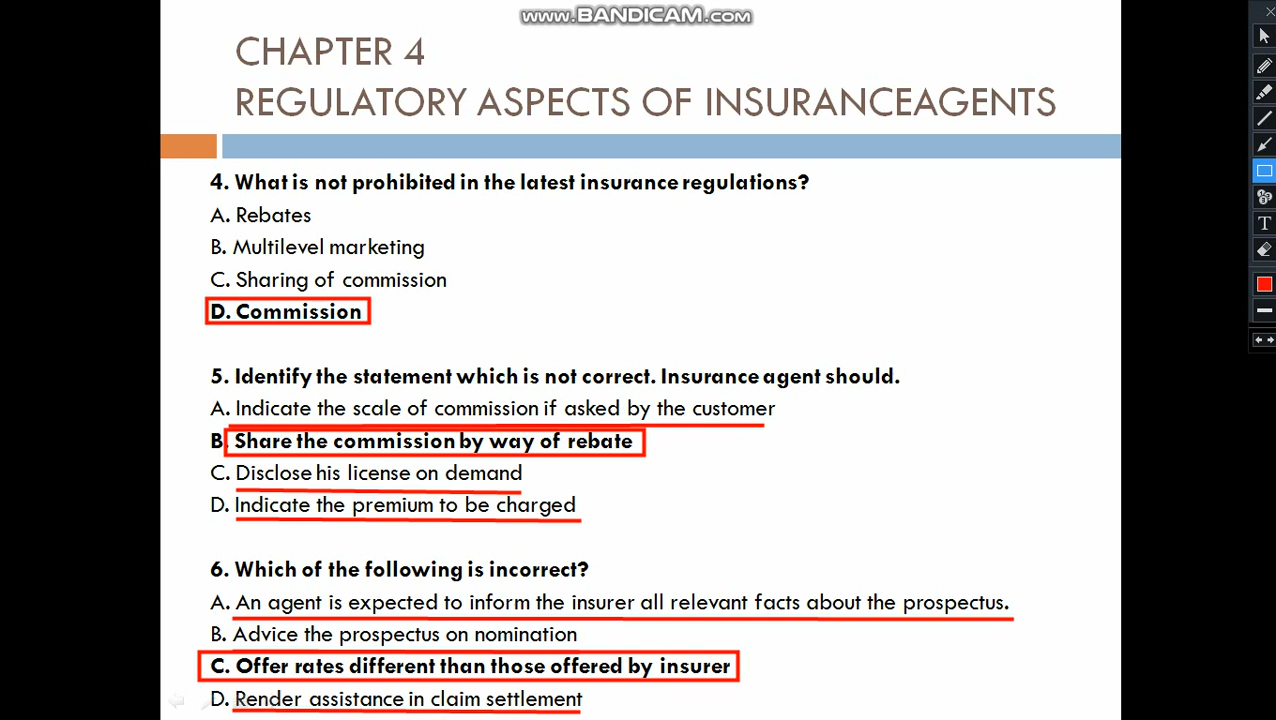 www.BANDICAM.com
CHAPTER 4
REGULATORY ASPECTS OF INSURANCEAGENTS
4. What is not prohibited in the latest insurance regulations?
A. Rebates
B. Multilevel marketing
C. Sharing of commission
D. Commission
5. Identify the statement which is not correct. Insurance agent should.
A. Indicate the scale of commission if asked by the customer
B. Share the commission by way of rebate
C. Disclose his license on demand
D. Indicate the premium to be charged
6. Which of the following is incorrect?
A. An agent is expected to inform the insurer all relevant facts about the prospectus.
B. Advice the prospectus on nomination
C. Offer rates different than those offered by insurer
D. Render assistance in claim settlement